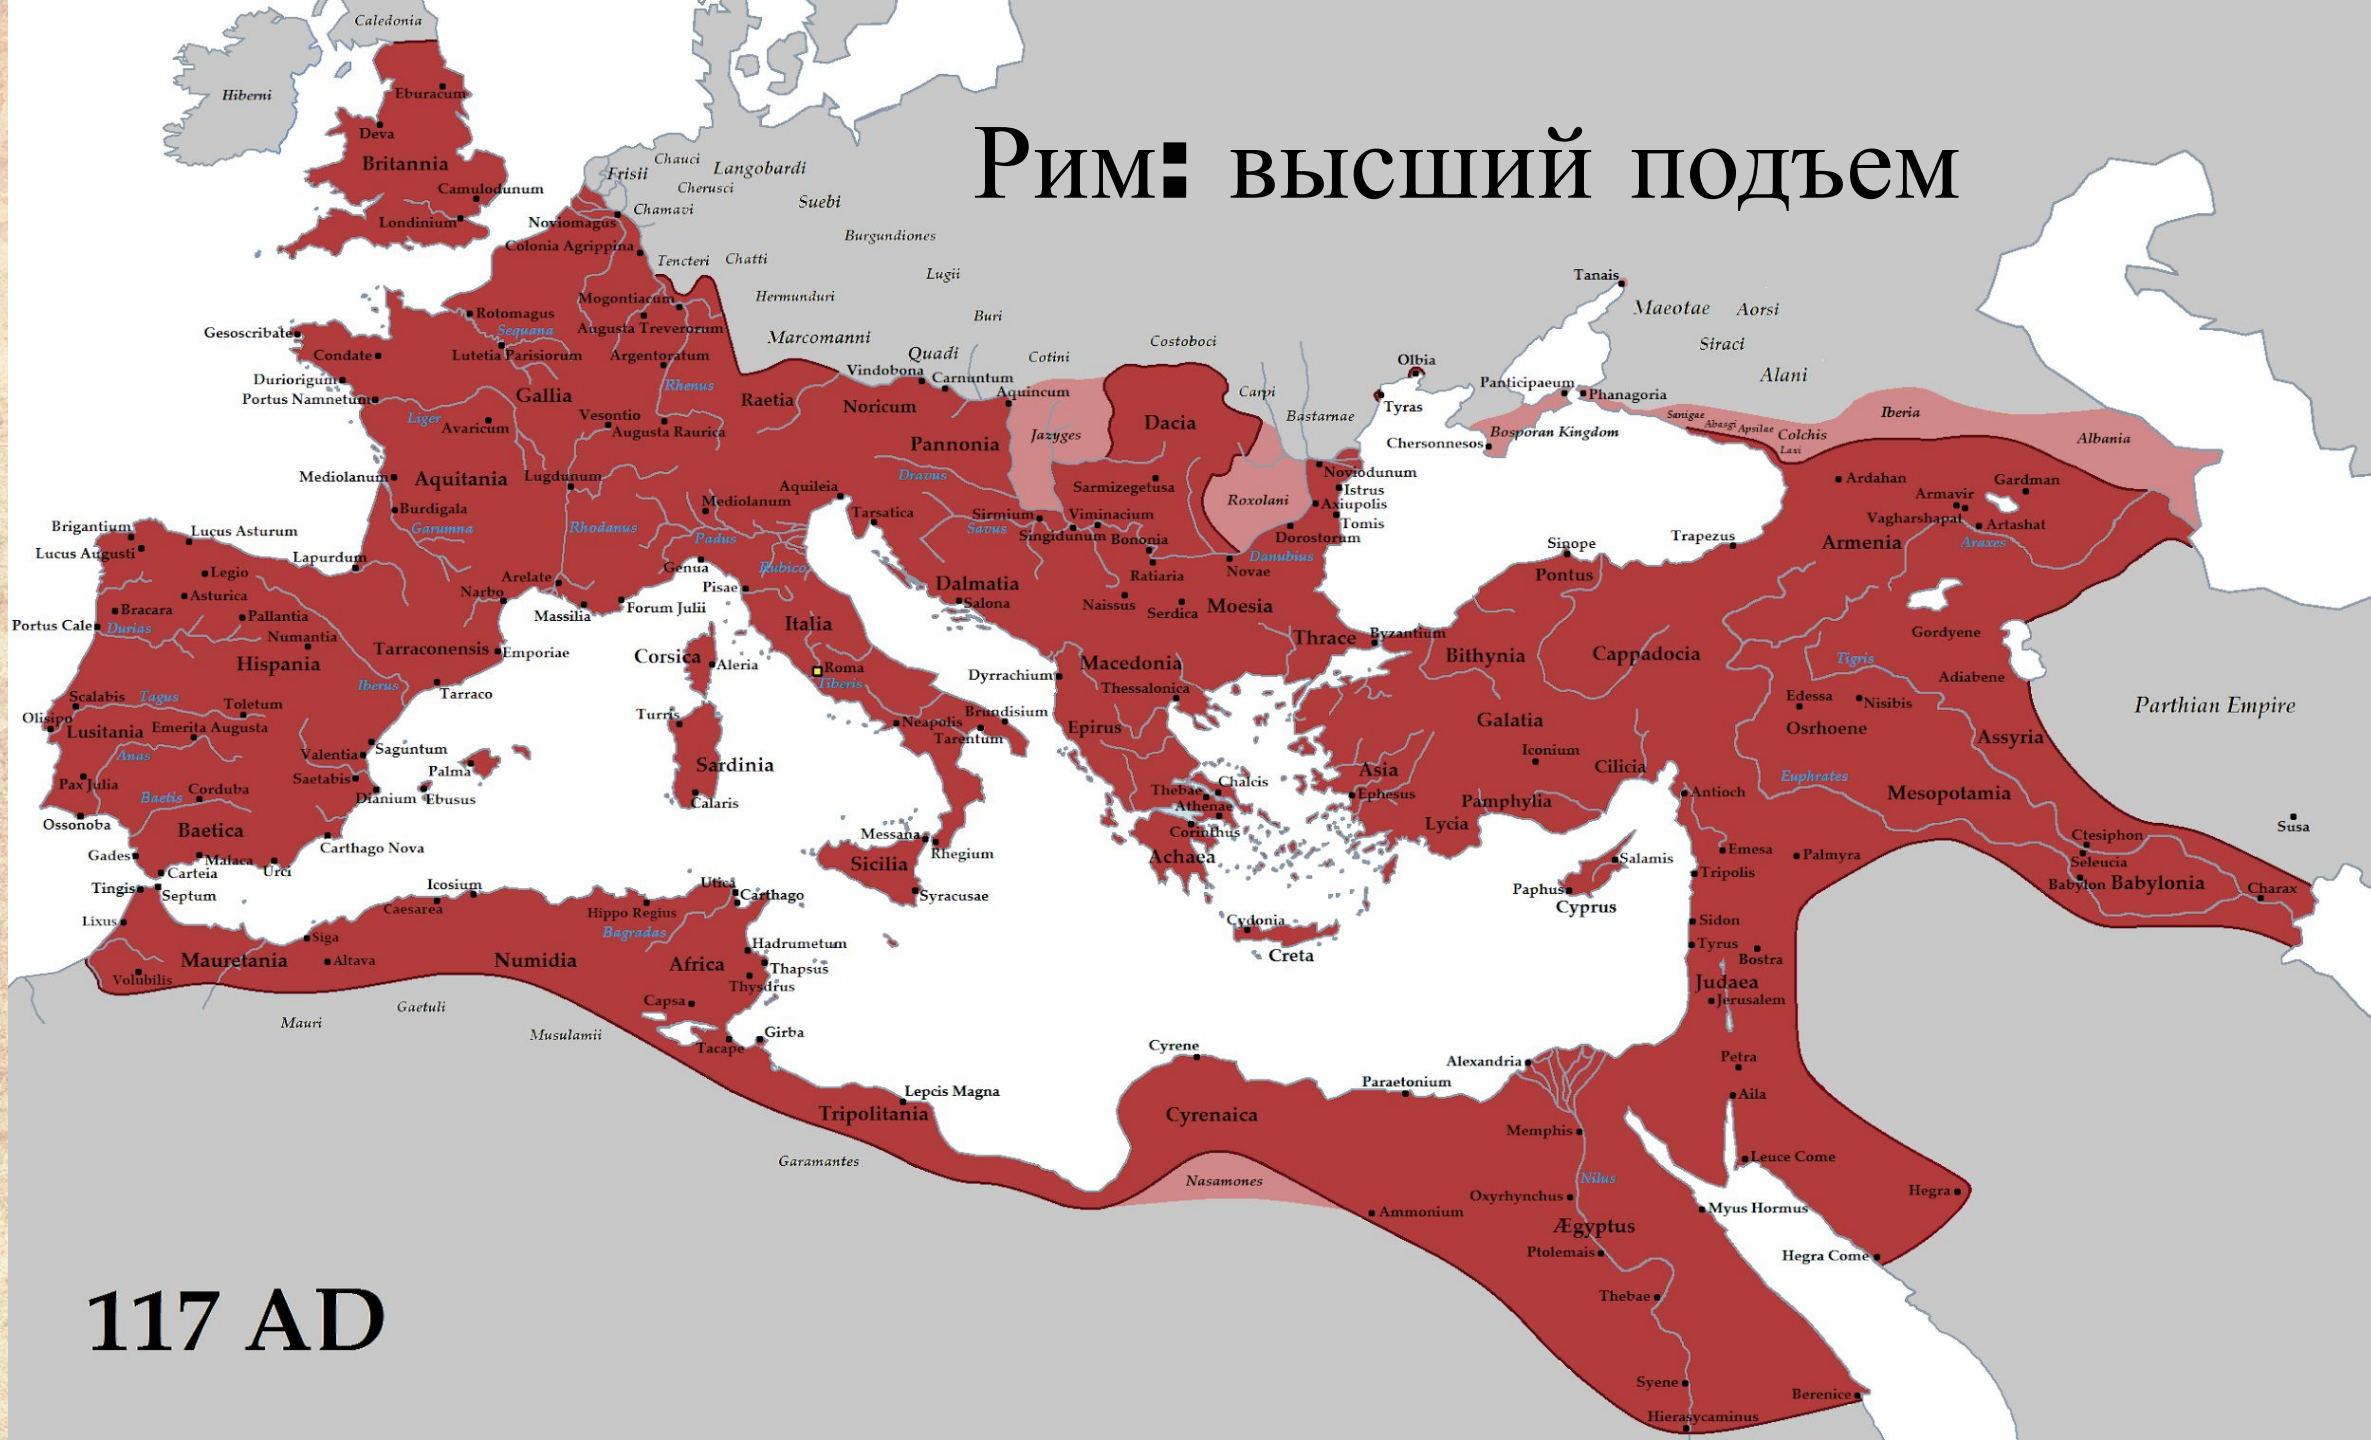 Caledonia
Hiberni
Eburacum
Deva
Britannia
Camulodunum
Londinium
Рим: высший подъем
Frisii
Chauci
Langobardi
Cherusci
Suebi
Chamavi
Noviomagus
Colonia Agrippina
Burgundiones
Tencteri
Chatti
Lugii
Hermunduri
Mogontiacum
Buri
Marcomanni
Quadi
Cotini
Costoboci
Carpi
Bastarnae
Tanais
Maeotae
Aorsi
Siraci
Alani
Olbia
Tyras
Panticipaeum
Phanagoria
Chersonnesos
Bosporan Kingdom
Sanigae
Abasgi
Apsilae
Colchis
Laxi
Iberia
Albania
Gesoscribate
Rotomagus
Sequana
Augusta Treverorum
Condate
Lutetia Parisiorum
Argentoratum
Duriorigum
Rhenus
Portus Namnetum
Gallia
Liger
Avaricum
Vesontio
Augusta Raurica
Raetia
Noricum
Vindobona
Carnuntum
Aquincum
Pannonia
Jazyges
Dacia
Roxolani
Sarmizegetusa
Mediolanum
Aquitania
Lugdunum
Burdigala
Garumna
Rhodanus
Mediolanum
Padus
Aquileia
Tarsatica
Dravus
Savus
Sirmium
Singidunum
Viminacium
Bononia
Ratiaria
Novae
Danubius
Dorostorum
Noviodunum
Istrus
Axiupolis
Tomis
Ardahan
Gardman
Armavir
Vagharshapat
Artashat
Armenia
Araxes
Brigantium
Lucus Asturum
Lucus Augusti
Lapurdum
Legio
Asturica
Bracara
Pallantia
Portus Cale
Durias
Numantia
Hispania
Tarraconensis
Narbo
Arelate
Massilia
Forum Julii
Emporiae
Genua
Pisae
Rubico
Italia
Corsica
Aleria
Roma
Tiberis
Dalmatia
Salona
Naissus
Serdica
Moesia
Thrace
Byzantium
Sinope
Pontus
Trapezus
Bithynia
Cappadocia
Gordyene
Tigris
Adiabene
Parthian Empire
Scalabis
Tagus
Toletum
Iberus
Tarraco
Olisipo
Lusitania
Emerita Augusta
Anas
Valentia
Saguntum
Palma
Saetabis
Dianium
Ebusus
Pax Julia
Baetis
Corduba
Ossonoba
Baetica
Carthago Nova
Gades
Malaca
Urci
Carteia
Tingis
Septum
Lixus
Turris
Sardinia
Calaris
Neapolis
Brundisium
Tarentum
Dyrrachium
Macedonia
Thessalonica
Epirus
Thebae
Chalcis
Athenae
Corinthus
Achaea
Messana
Rhegium
Sicilia
Syracusae
Galatia
Iconium
Asia
Ephesus
Cilicia
Pamphylia
Lycia
Edessa
Nisibis
Osrhoene
Assyria
Euphrates
Mesopotamia
Antioch
Susa
Ctesiphon
Seleucia
Babylon
Babylonia
Charax
Emesa
Palmyra
Salamis
Tripolis
Paphus
Cyprus
Sidon
Tyrus
Bostra
Judaea
Jerusalem
Cydonia
Creta
Icosium
Caesarea
Utica
Carthago
Hippo Regius
Bagradas
Siga
Mauretania
Altava
Volubilis
Numidia
Africa
Hadrumetum
Thapsus
Thysdrus
Capsa
Girba
Tacape
Mauri
Gaetuli
Musulamii
Lepcis Magna
Tripolitania
Garamantes
Cyrene
Cyrenaica
Nasamones
Paraetonium
Alexandria
Memphis
Petra
Aila
Leuce Come
Nilus
Oxyrhynchus
Ammonium
Ægyptus
Ptolemais
Myus Hormus
Hegra
Hegra Come
Thebae
Syene
Berenice
Hierasycaminus
117 AD